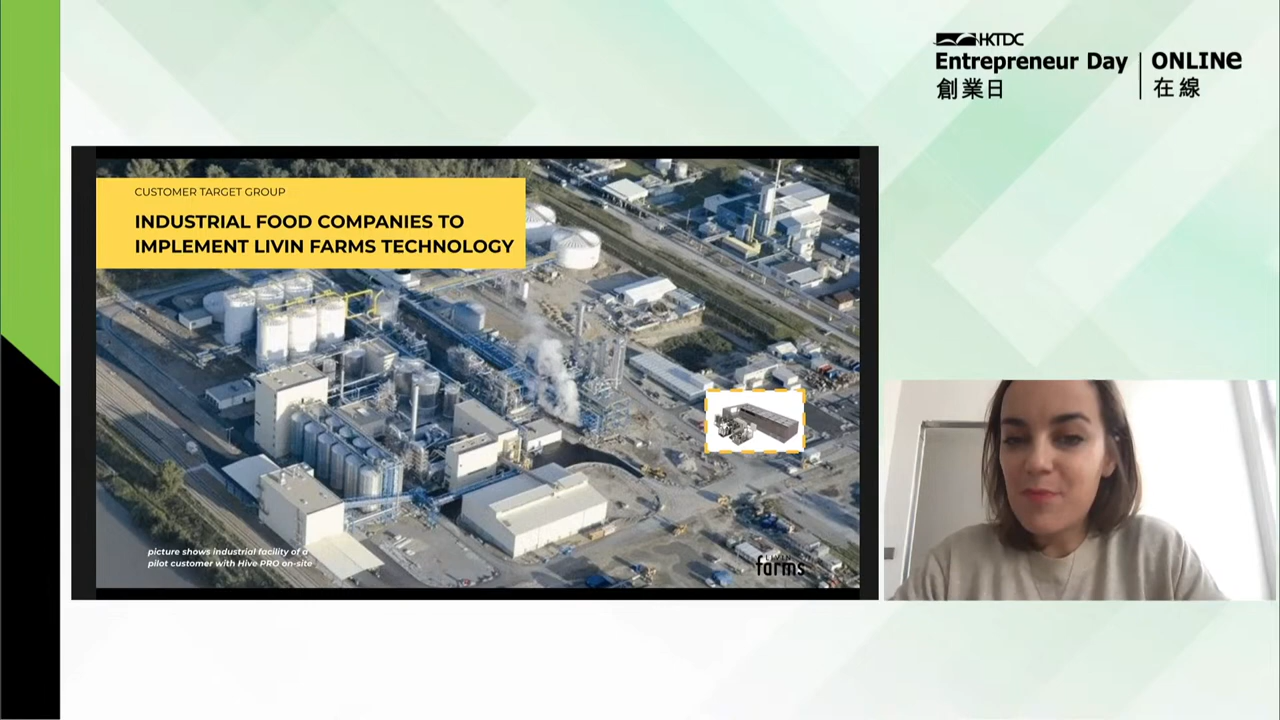 HKTDC
Entrepreneur Day
創業日
ONLINe
在線
CUSTOMER TARGET GROUP
INDUSTRIAL FOOD COMPANIES TO
IMPLEMENT LIVIN FARMS TECHNOLOGY
picture shows industrial facility of a
pilot customer with Hive PRO on-site
LIVIN
farms